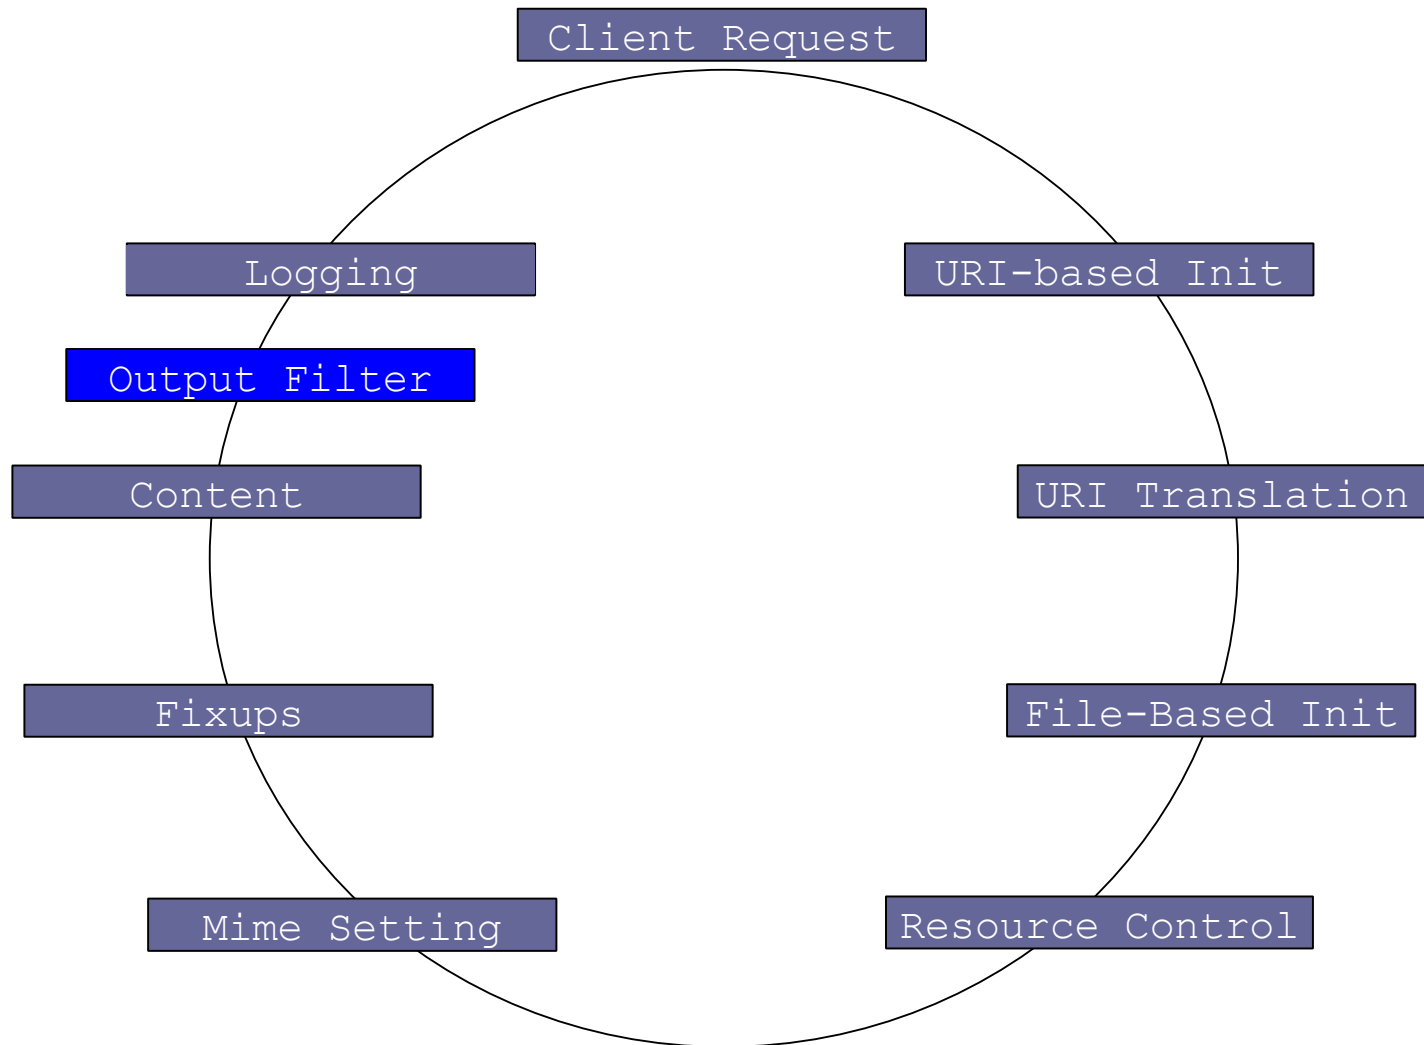 Client Request
Logging
URI-based Init
Output Filter
Content
URI Translation
Fixups
File-Based Init
Mime Setting
Resource Control